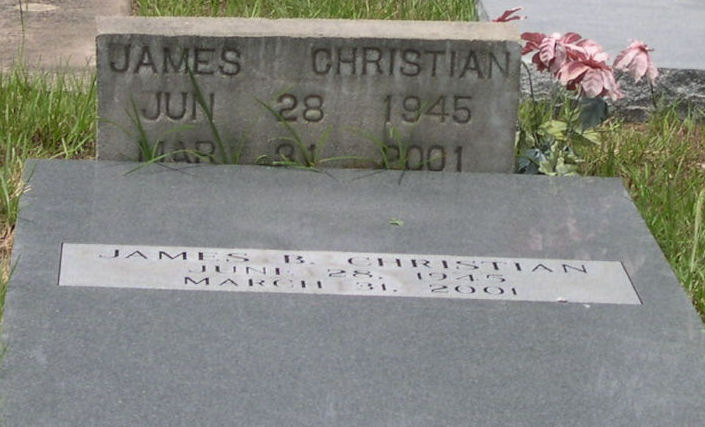 JAMES CHRISTIAN
JUN 28 1945
MAR 31 2001
JAMES B. CHRISTIAN
JUNE 28, 1945
MARCH 31, 2001